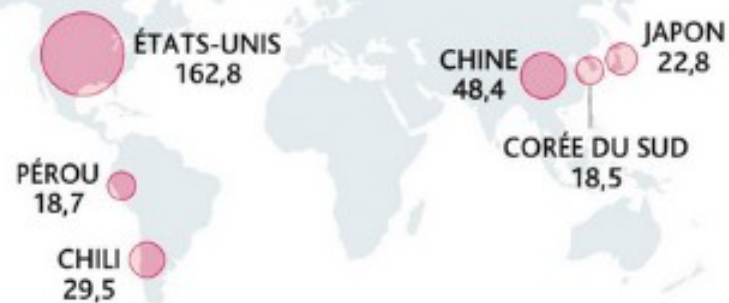 ÉTATS-UNIS
162,8
JAPON
22,8
CHINE
48,4
CORÉE DU SUD
18,5
PÉROU
18,7
CHILI
29,5